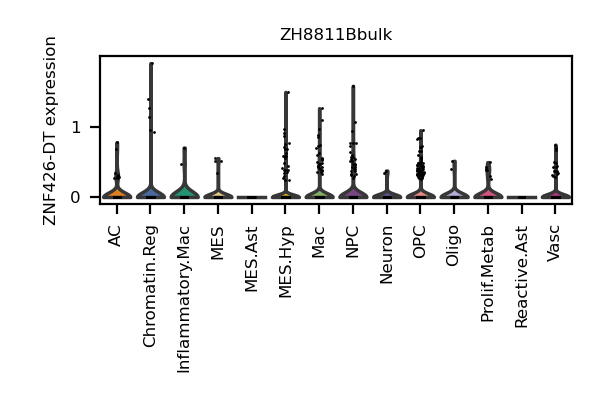 ZH8811Bbulk
ZNF426-DT expression
1
0
AC
Chromatin.Reg
Inflammatory.Mac
MES
MES.Ast
MES.Hyp
Mac
NPC
Neuron
OPC
Oligo
Prolif.Metab
Reactive.Ast
Vasc